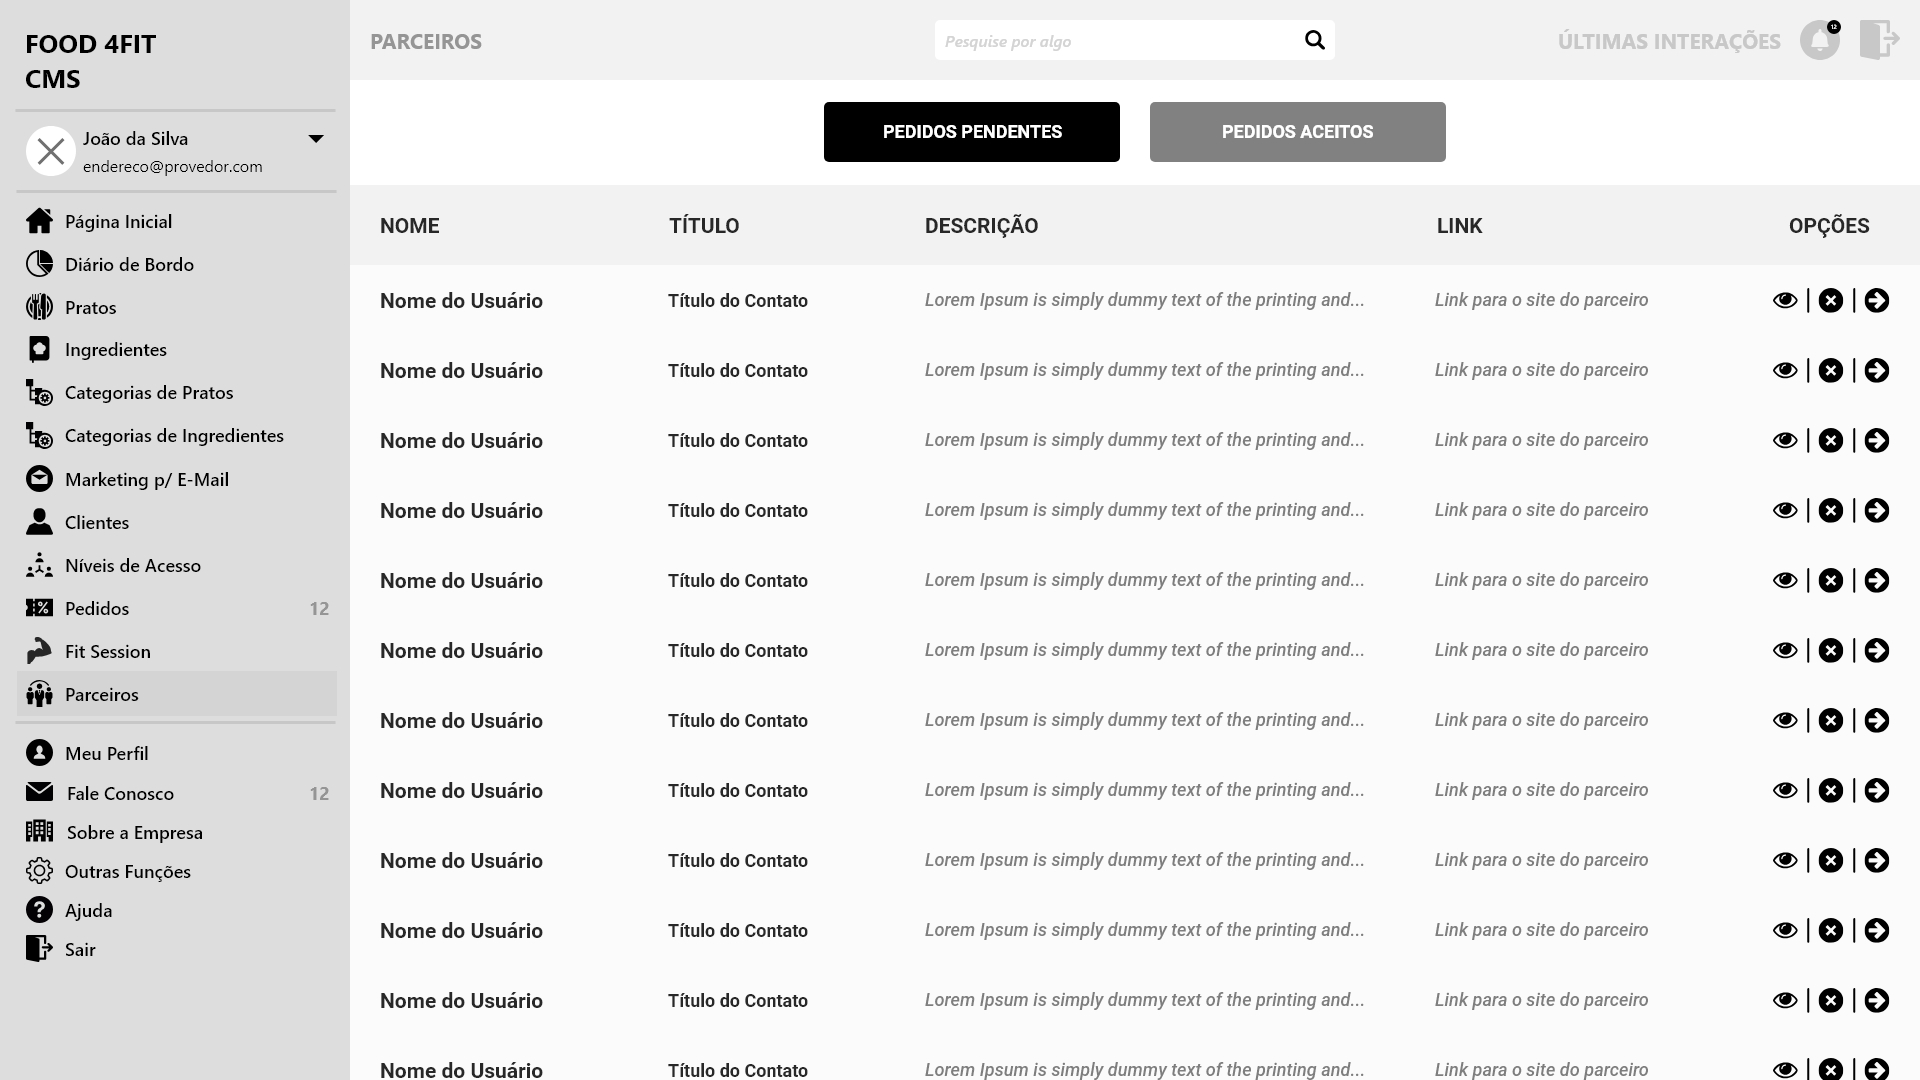 FOOD 4FIT
CMS
João da Silva
endereco@provedor.com
Página Inicial
Diário de Bordo
Pratos
Ingredientes
Categorias de Pratos
Categorias de Ingredientes
Marketing p/ E-Mail
Clientes
Níveis de Acesso
Pedidos 12
Fit Session
Parceiros
Meu Perfil
Fale Conosco 12
Sobre a Empresa
Outras Funções
Ajuda
Sair
PARCEIROS
Pesquise por algo
ÚLTIMAS INTERAÇÕES
12
PEDIDOS PENDENTES PEDIDOS ACEITOS
NOME TÍTULO DESCRIÇÃO LINK OPÇÕES
Nome do Usuário Título do Contato Lorem Ipsum is simply dummy text of the printing and... Link para o site do parceiro
Nome do Usuário Título do Contato Lorem Ipsum is simply dummy text of the printing and... Link para o site do parceiro
Nome do Usuário Título do Contato Lorem Ipsum is simply dummy text of the printing and... Link para o site do parceiro
Nome do Usuário Título do Contato Lorem Ipsum is simply dummy text of the printing and... Link para o site do parceiro
Nome do Usuário Título do Contato Lorem Ipsum is simply dummy text of the printing and... Link para o site do parceiro
Nome do Usuário Título do Contato Lorem Ipsum is simply dummy text of the printing and... Link para o site do parceiro
Nome do Usuário Título do Contato Lorem Ipsum is simply dummy text of the printing and... Link para o site do parceiro
Nome do Usuário Título do Contato Lorem Ipsum is simply dummy text of the printing and... Link para o site do parceiro
Nome do Usuário Título do Contato Lorem Ipsum is simply dummy text of the printing and... Link para o site do parceiro
Nome do Usuário Título do Contato Lorem Ipsum is simply dummy text of the printing and... Link para o site do parceiro
Nome do Usuário Título do Contato Lorem Ipsum is simply dummy text of the printing and... Link para o site do parceiro
Nome do Usuário Título do Contato Lorem Ipsum is simply dummy text of the printing and... Link para o site do parceiro